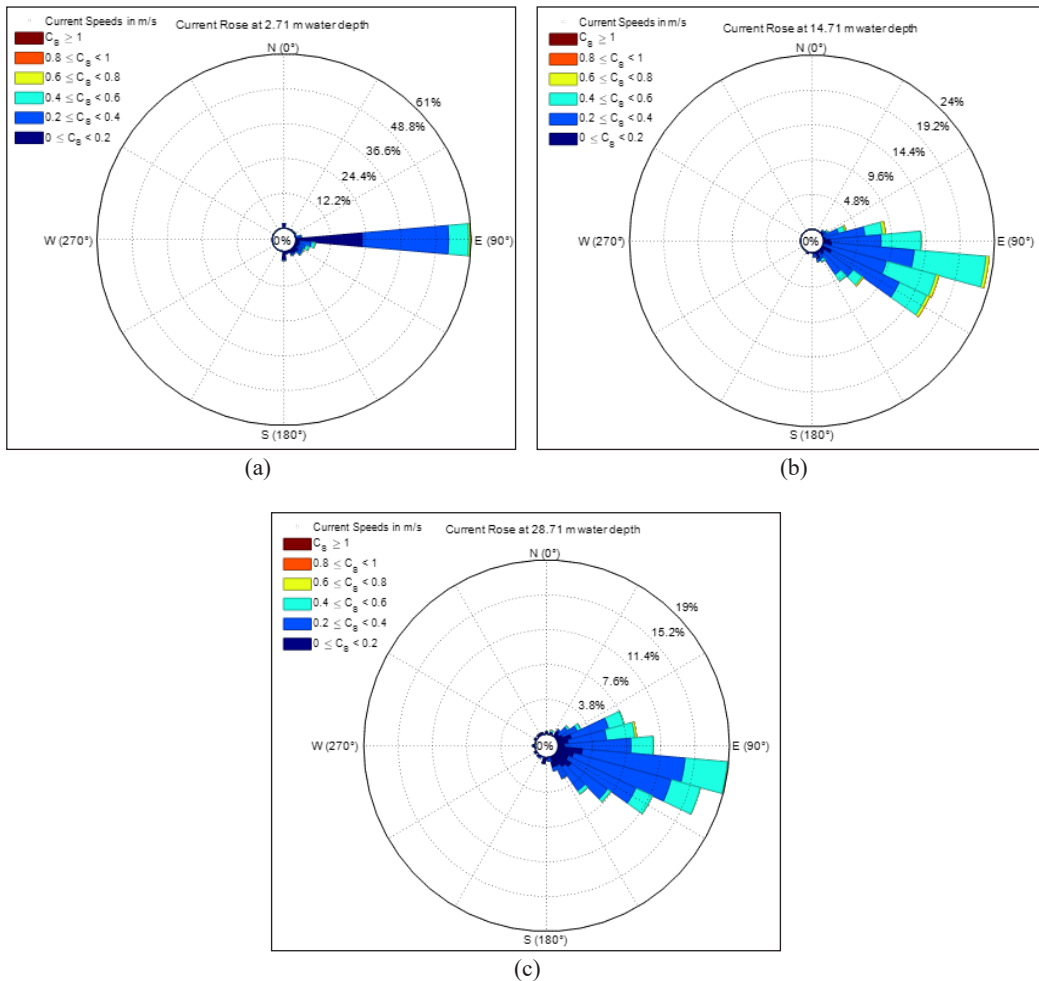 Current Speeds in m/s
Current Rose at 2.71 m water depth
C_S ≥ 1
0.8 ≤ C_S < 1
0.6 ≤ C_S < 0.8
0.4 ≤ C_S < 0.6
0.2 ≤ C_S < 0.4
0 ≤ C_S < 0.2
N (0°)
61%
48.8%
36.6%
24.4%
12.2%
W (270°)
0%
E (90°)
S (180°)
(a)
Current Speeds in m/s
Current Rose at 14.71 m water depth
C_S ≥ 1
0.8 ≤ C_S < 1
0.6 ≤ C_S < 0.8
0.4 ≤ C_S < 0.6
0.2 ≤ C_S < 0.4
0 ≤ C_S < 0.2
N (0°)
24%
19.2%
14.4%
9.6%
4.8%
W (270°)
0%
E (90°)
S (180°)
(b)
Current Speeds in m/s
Current Rose at 28.71 m water depth
C_S ≥ 1
0.8 ≤ C_S < 1
0.6 ≤ C_S < 0.8
0.4 ≤ C_S < 0.6
0.2 ≤ C_S < 0.4
0 ≤ C_S < 0.2
N (0°)
19%
15.2%
11.4%
7.6%
3.8%
W (270°)
0%
E (90°)
S (180°)
(c)